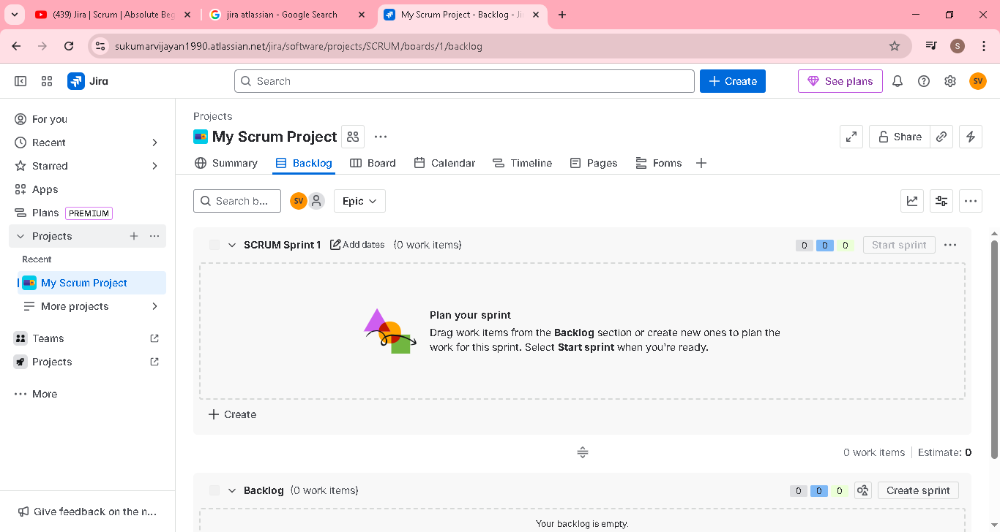 (439) Jira | Scrum | Absolute Beg
jira atlassian - Google Search
My Scrum Project - Backlog - Ji
sukumarvijayan1990.atlassian.net/jira/software/projects/SCRUM/boards/1/backlog
S
Jira
Search
Create
See plans
SV
For you
Recent
Starred
Apps
Plans PREMIUM
Projects
Recent
My Scrum Project
More projects
Teams
Projects
More
Give feedback on the n...
Projects
My Scrum Project
Share
Summary Backlog Board Calendar Timeline Pages Forms
Search b... SV Epic
SCRUM Sprint 1 Add dates (0 work items) 0 0 0 Start sprint
Plan your sprint
Drag work items from the Backlog section or create new ones to plan the
work for this sprint. Select Start sprint when you're ready.
Create
0 work items Estimate: 0
Backlog (0 work items) 0 0 0 Create sprint
Your backlog is empty.